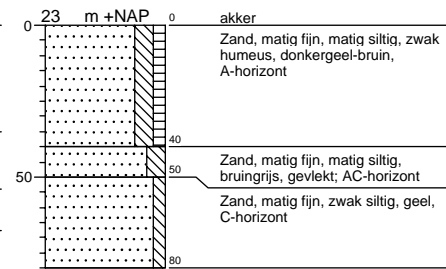 23 m +NAP 0 akker
0
Zand, matig fijn, matig siltig, zwak
humeus, donkergeel-bruin,
A-horizont
40
Zand, matig fijn, matig siltig,
bruingrijs, gevlekt; AC-horizont
50
50
Zand, matig fijn, zwak siltig, geel,
C-horizont
80